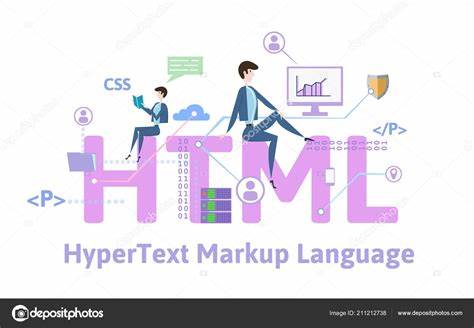 CSS
</P>
<P>
HTML
HyperText Markup Language
depositphotos
Image ID: 211212738 www.depositphotos.com